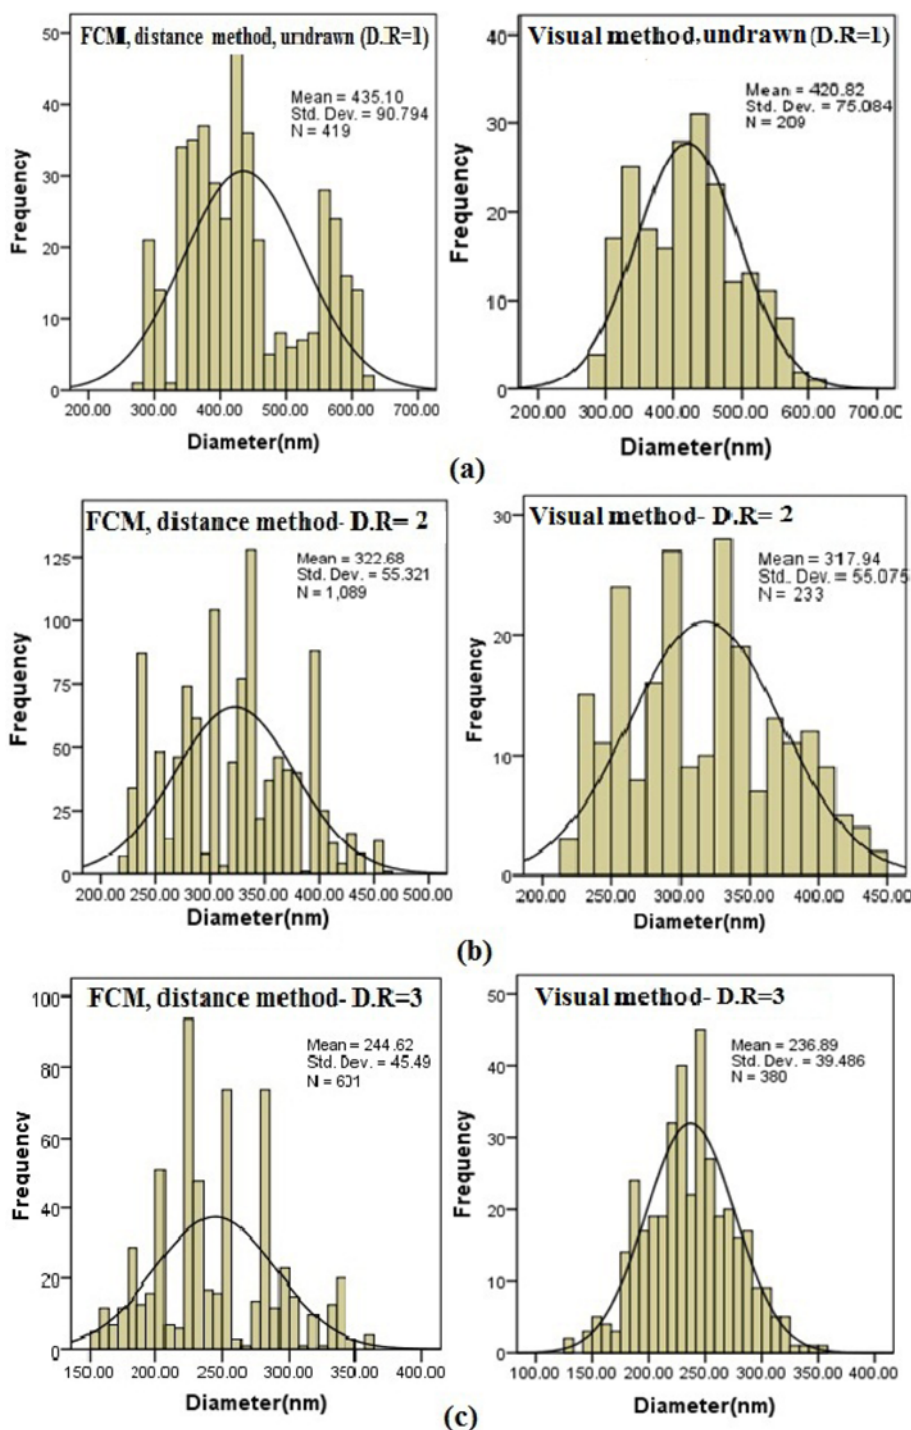 FCM, distance method, undrawn (D.R=1)
Mean = 435.10
Std. Dev. = 90.794
N = 419
Frequency
50
40
30
20
10
0
200.00 300.00 400.00 500.00 600.00 700.00
Diameter(nm)
Visual method, undrawn (D.R=1)
Mean = 420.82
Std. Dev. = 75.084
N = 209
Frequency
40
30
20
10
0
200.00 300.00 400.00 500.00 600.00 700.00
Diameter(nm)
(a)
FCM, distance method- D.R= 2
Mean = 322.68
Std. Dev. = 55.321
N = 1,089
Frequency
125
100
75
50
25
0
200.00 250.00 300.00 350.00 400.00 450.00 500.00
Diameter(nm)
Visual method- D.R= 2
Mean = 317.94
Std. Dev. = 55.075
N = 233
Frequency
30
20
10
0
200.00 250.00 300.00 350.00 400.00 450.00
Diameter(nm)
(b)
FCM, distance method- D.R=3
Mean = 244.62
Std. Dev. = 45.49
N = 601
Frequency
100
80
60
40
20
0
150.00 200.00 250.00 300.00 350.00 400.00
Diameter(nm)
Visual method- D.R=3
Mean = 236.89
Std. Dev. = 39.486
N = 380
Frequency
50
40
30
20
10
0
100.00 150.00 200.00 250.00 300.00 350.00 400.00
Diameter(nm)
(c)